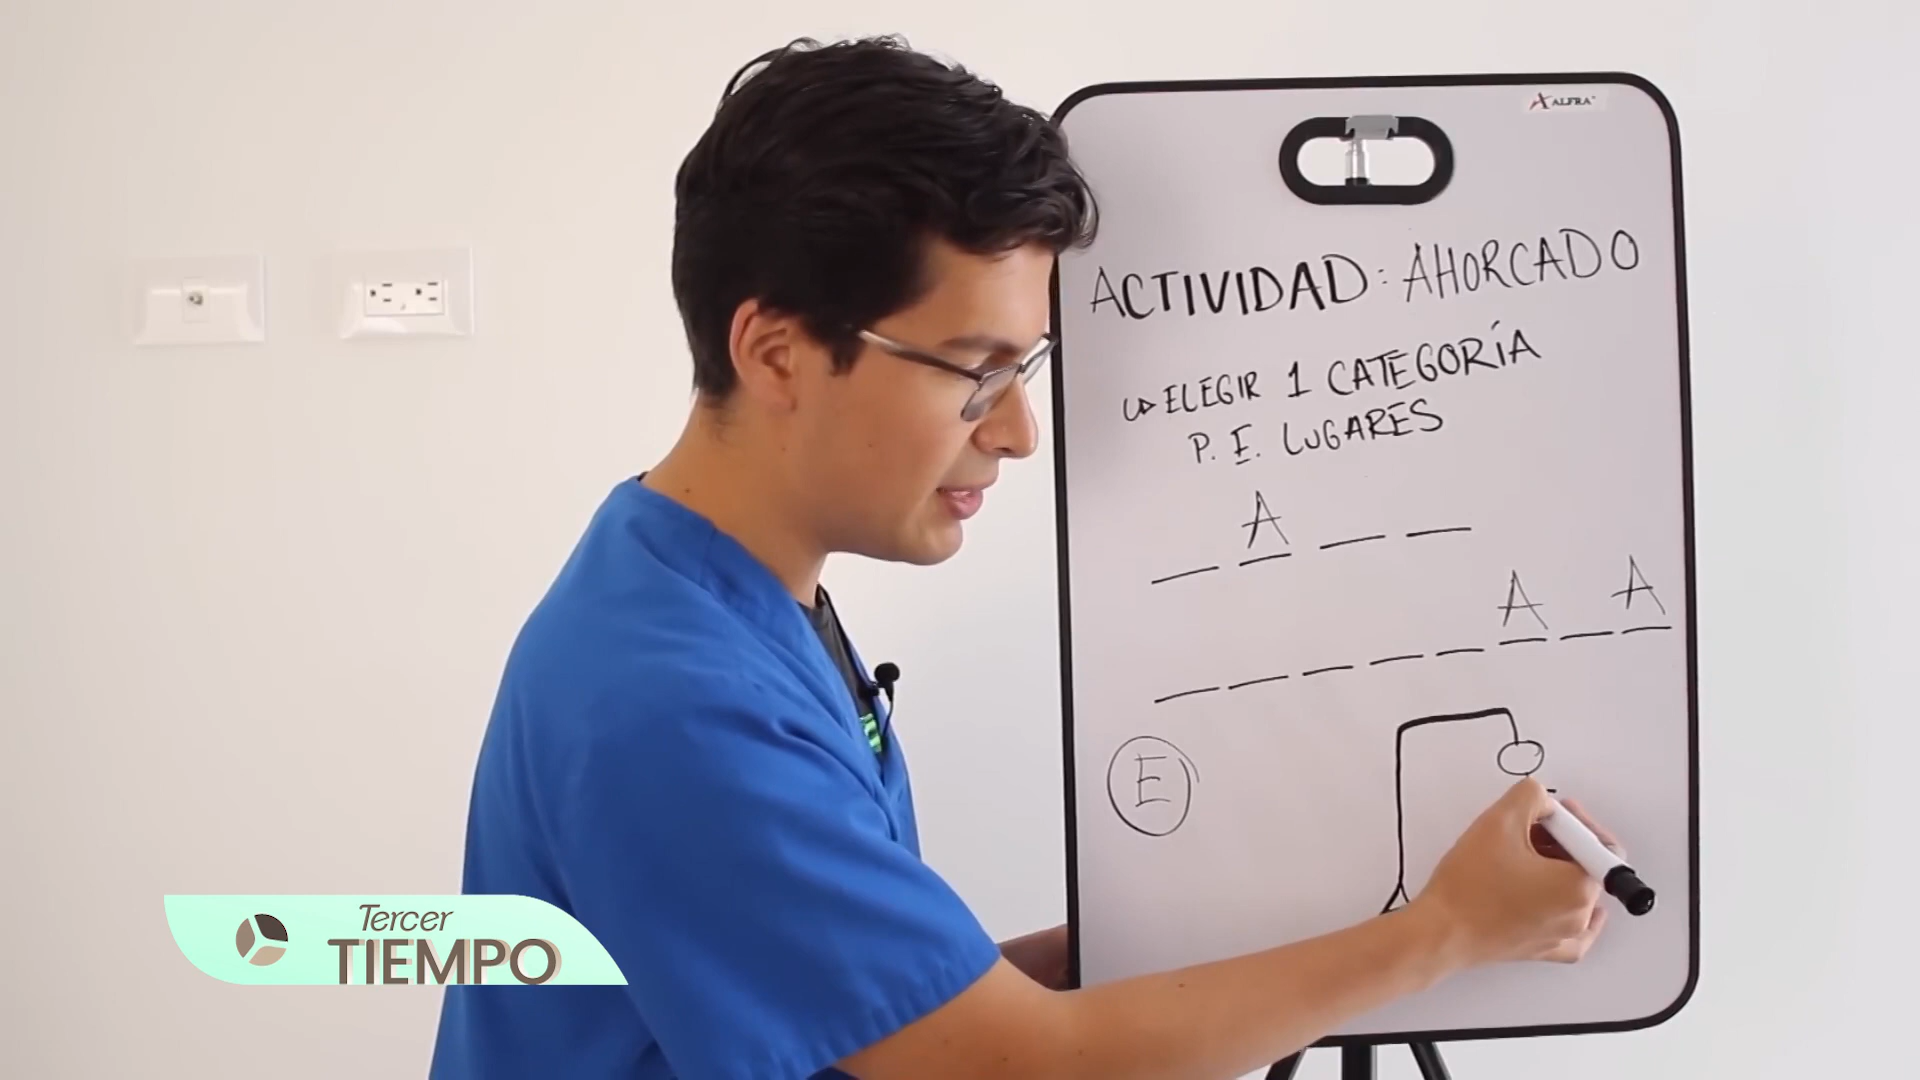 ALFRA
ACTIVIDAD: AHORCADO
ELEGIR 1 CATEGORÍA
P. E. LUGARES
A
A A
E
Tercer
TIEMPO